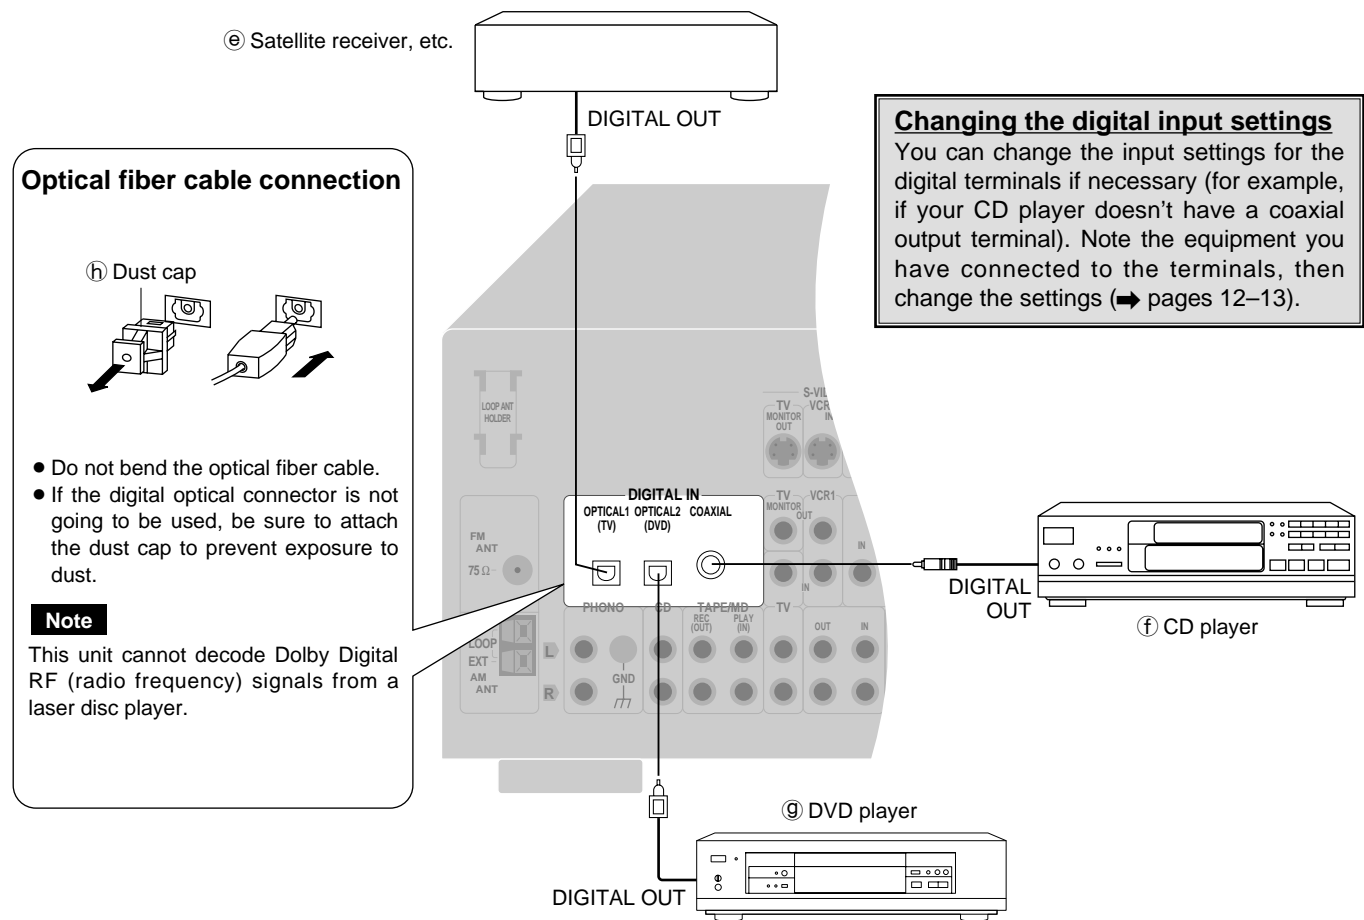 ⓔ Satellite receiver, etc.
DIGITAL OUT
Changing the digital input settings
You can change the input settings for the
digital terminals if necessary (for example,
if your CD player doesn't have a coaxial
output terminal). Note the equipment you
have connected to the terminals, then
change the settings (➡ pages 12–13).
Optical fiber cable connection
ⓗ Dust cap
● Do not bend the optical fiber cable.
● If the digital optical connector is not
going to be used, be sure to attach
the dust cap to prevent exposure to
dust.
Note
This unit cannot decode Dolby Digital
RF (radio frequency) signals from a
laser disc player.
LOOP ANT
HOLDER
TV
MONITOR
OUT
VCR
IN
DIGITAL IN
OPTICAL1
(TV)
OPTICAL2
(DVD)
COAXIAL
TV
MONITOR
VCR1
OUT
IN
IN
FM
ANT
75 Ω
LOOP
EXT
AM
ANT
PHONO
CD
TAPE/MD
REC
(OUT)
PLAY
(IN)
TV
OUT
IN
L
R
GND
DIGITAL
OUT
ⓕ CD player
ⓖ DVD player
DIGITAL OUT